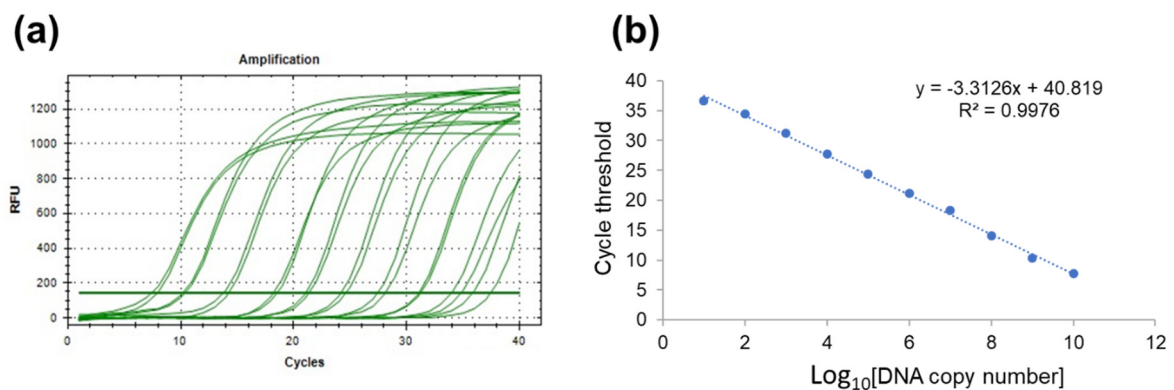 (a)
Amplification
RFU
1200
1000
800
600
400
200
0
0 10 20 30 40
Cycles
(b)
y = -3.3126x + 40.819
R² = 0.9976
Cycle threshold
40
35
30
25
20
15
10
5
0
0 2 4 6 8 10 12
Log₁₀[DNA copy number]